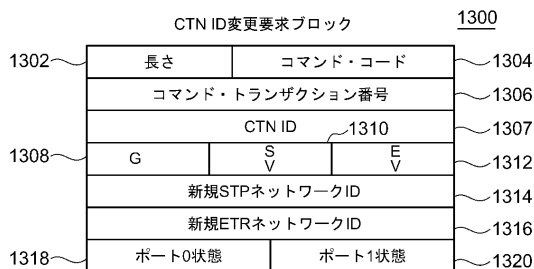 CTN ID変更要求ブロック
1300
1302
長さ
コマンド・コード
1304
コマンド・トランザクション番号
1306
CTN ID
1307
1310
1308
G
S
V
E
V
1312
新規STPネットワークID
1314
新規ETRネットワークID
1316
1318
ポート0状態
ポート1状態
1320